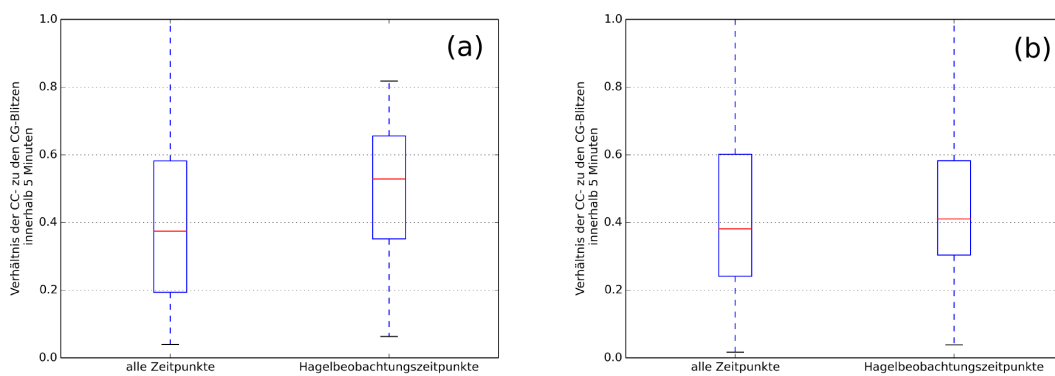 (a)
Verhältnis der CC- zu den CG-Blitzen
innerhalb 5 Minuten
1.0
0.8
0.6
0.4
0.2
0.0
alle Zeitpunkte
Hagelbeobachtungszeitpunkte
(b)
Verhältnis der CC- zu den CG-Blitzen
innerhalb 5 Minuten
1.0
0.8
0.6
0.4
0.2
0.0
alle Zeitpunkte
Hagelbeobachtungszeitpunkte